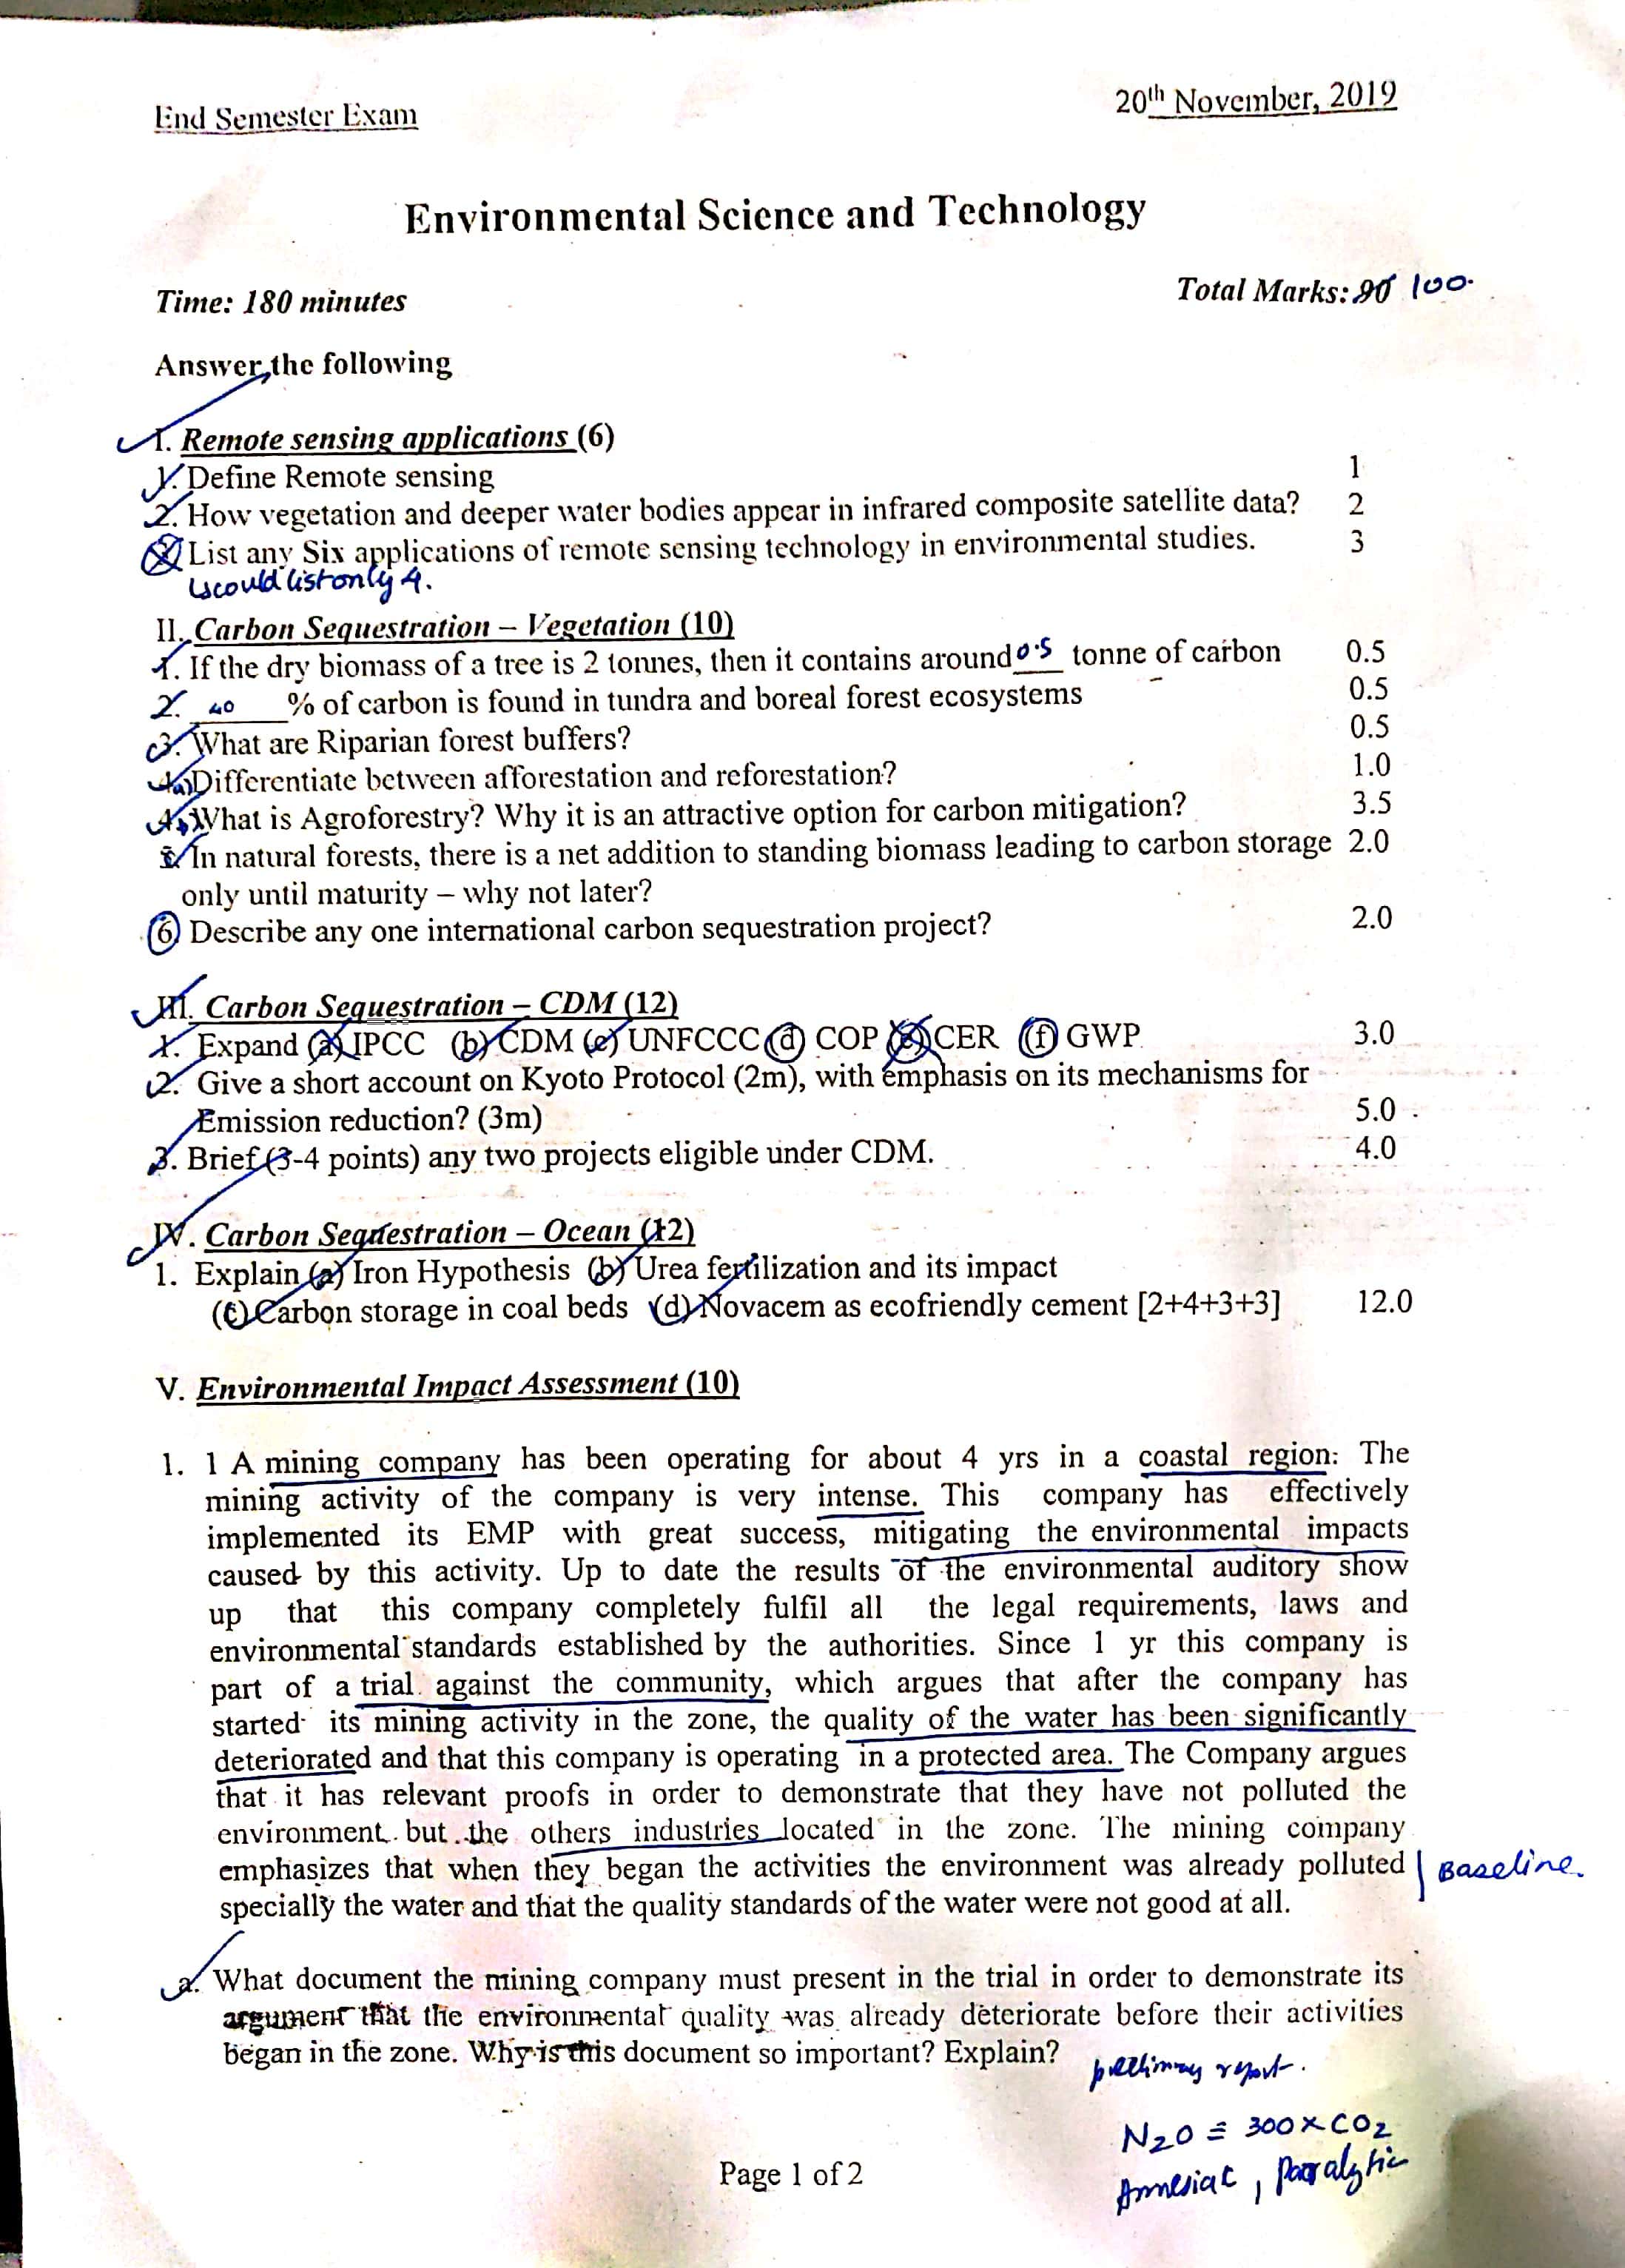 End Semester Exam
20th November, 2019
Environmental Science and Technology
Time: 180 minutes
Total Marks: 90 100.
Answer the following
I. Remote sensing applications (6)
1. Define Remote sensing 1
2. How vegetation and deeper water bodies appear in infrared composite satellite data? 2
3. List any Six applications of remote sensing technology in environmental studies. 3
↳could list only 4.
II. Carbon Sequestration – Vegetation (10)
1. If the dry biomass of a tree is 2 tonnes, then it contains around 0.5 tonne of carbon 0.5
2. 40 % of carbon is found in tundra and boreal forest ecosystems 0.5
3. What are Riparian forest buffers? 0.5
4a) Differentiate between afforestation and reforestation? 1.0
4b) What is Agroforestry? Why it is an attractive option for carbon mitigation? 3.5
5. In natural forests, there is a net addition to standing biomass leading to carbon storage 2.0
only until maturity – why not later?
6) Describe any one international carbon sequestration project? 2.0
III. Carbon Sequestration – CDM (12)
1. Expand (a) IPCC (b) CDM (c) UNFCCC (d) COP (e) CER (f) GWP 3.0
2. Give a short account on Kyoto Protocol (2m), with emphasis on its mechanisms for
Emission reduction? (3m) 5.0
3. Brief (3-4 points) any two projects eligible under CDM. 4.0
IV. Carbon Sequestration – Ocean (12)
1. Explain (a) Iron Hypothesis (b) Urea fertilization and its impact
(c) Carbon storage in coal beds (d) Novacem as ecofriendly cement [2+4+3+3] 12.0
V. Environmental Impact Assessment (10)
1. 1 A mining company has been operating for about 4 yrs in a coastal region: The
mining activity of the company is very intense. This company has effectively
implemented its EMP with great success, mitigating the environmental impacts
caused by this activity. Up to date the results of the environmental auditory show
up that this company completely fulfil all the legal requirements, laws and
environmental standards established by the authorities. Since 1 yr this company is
part of a trial against the community, which argues that after the company has
started its mining activity in the zone, the quality of the water has been significantly
deteriorated and that this company is operating in a protected area. The Company argues
that it has relevant proofs in order to demonstrate that they have not polluted the
environment but the others industries located in the zone. The mining company
emphasizes that when they began the activities the environment was already polluted
Baseline.
specially the water and that the quality standards of the water were not good at all.
a. What document the mining company must present in the trial in order to demonstrate its
argument that the environmental quality was already deteriorate before their activities
began in the zone. Why is this document so important? Explain?
report.
N2O ≡ 300 x CO2
Amnesiac, Paralytic
Page 1 of 2